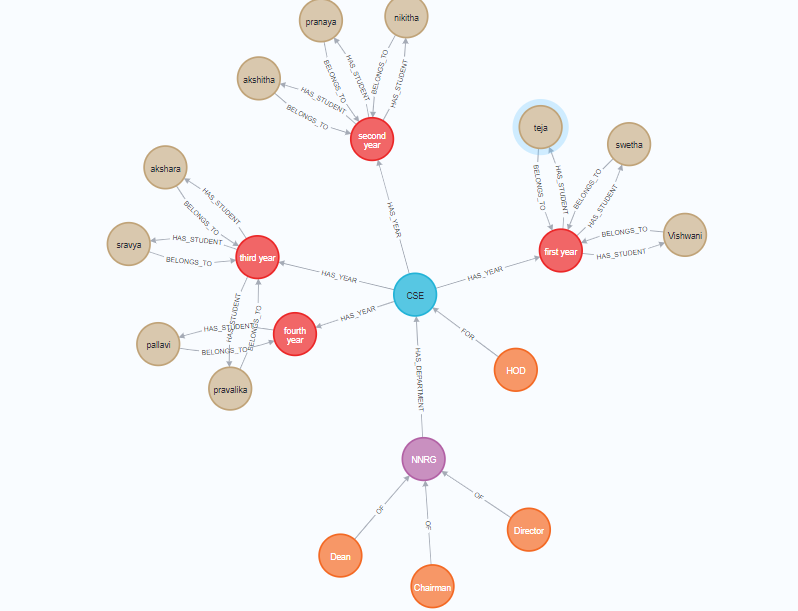 pranaya
nikitha
akshitha
HAS_STUDENT
BELONGS_TO
BELONGS_TO
HAS_STUDENT
BELONGS_TO
HAS_STUDENT
second
year
teja
swetha
BELONGS_TO
HAS_STUDENT
BELONGS_TO
HAS_STUDENT
Vishwani
BELONGS_TO
HAS_STUDENT
first year
akshara
HAS_STUDENT
BELONGS_TO
sravya
HAS_STUDENT
BELONGS_TO
third year
HAS_YEAR
HAS_YEAR
HAS_YEAR
HAS_YEAR
CSE
fourth
year
HAS_STUDENT
BELONGS_TO
pallavi
HAS_STUDENT
BELONGS_TO
pravalika
FOR
HOD
HAS_DEPARTMENT
NNRG
OF
OF
OF
Dean
Chairman
Director